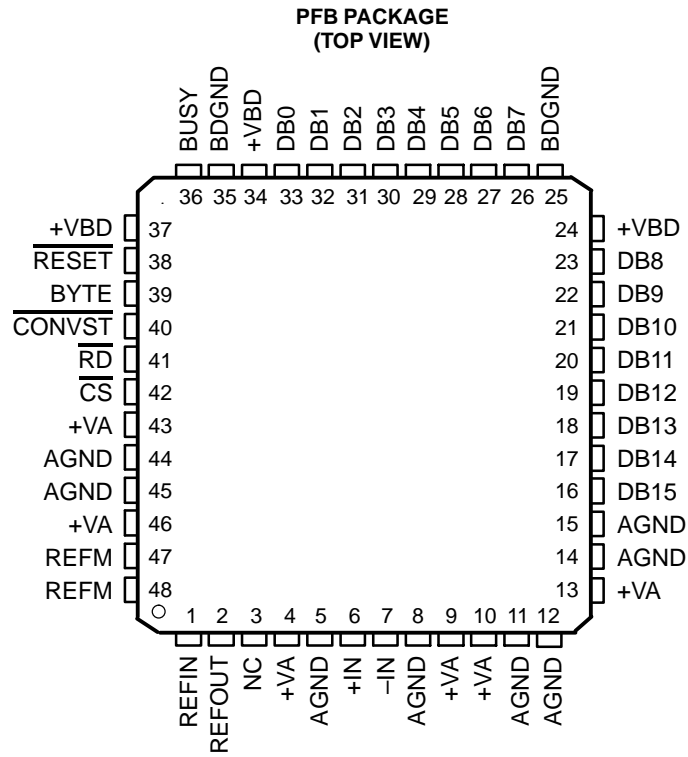 PFB PACKAGE
(TOP VIEW)
BUSY
BDGND
+VBD
DB0
DB1
DB2
DB3
DB4
DB5
DB6
DB7
BDGND
36 35 34 33 32 31 30 29 28 27 26 25
+VBD 37 24 +VBD
RESET 38 23 DB8
BYTE 39 22 DB9
CONVST 40 21 DB10
RD 41 20 DB11
CS 42 19 DB12
+VA 43 18 DB13
AGND 44 17 DB14
AGND 45 16 DB15
+VA 46 15 AGND
REFM 47 14 AGND
REFM 48 13 +VA
1 2 3 4 5 6 7 8 9 10 11 12
REFIN
REFOUT
NC
+VA
AGND
+IN
–IN
AGND
+VA
+VA
AGND
AGND